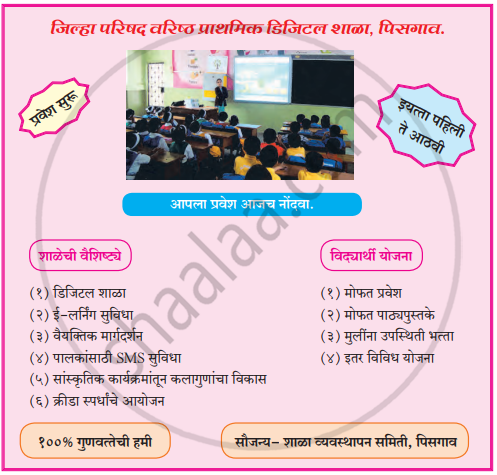 जिल्हा परिषद वरिष्ठ प्राथमिक डिजिटल शाळा, पिसगाव.
प्रवेश सुरू
इयत्ता पहिली
ते आठवी
आपला प्रवेश आजच नोंदवा.
शाळेची वैशिष्ट्ये
(१) डिजिटल शाळा
(२) ई-लर्निंग सुविधा
(३) वैयक्तिक मार्गदर्शन
(४) पालकांसाठी SMS सुविधा
(५) सांस्कृतिक कार्यक्रमांतून कलागुणांचा विकास
(६) क्रीडा स्पर्धांचे आयोजन
विद्यार्थी योजना
(१) मोफत प्रवेश
(२) मोफत पाठ्यपुस्तके
(३) मुलींना उपस्थिती भत्ता
(४) इतर विविध योजना
१००% गुणवत्तेची हमी
सौजन्य- शाळा व्यवस्थापन समिती, पिसगाव
shaalaa.com